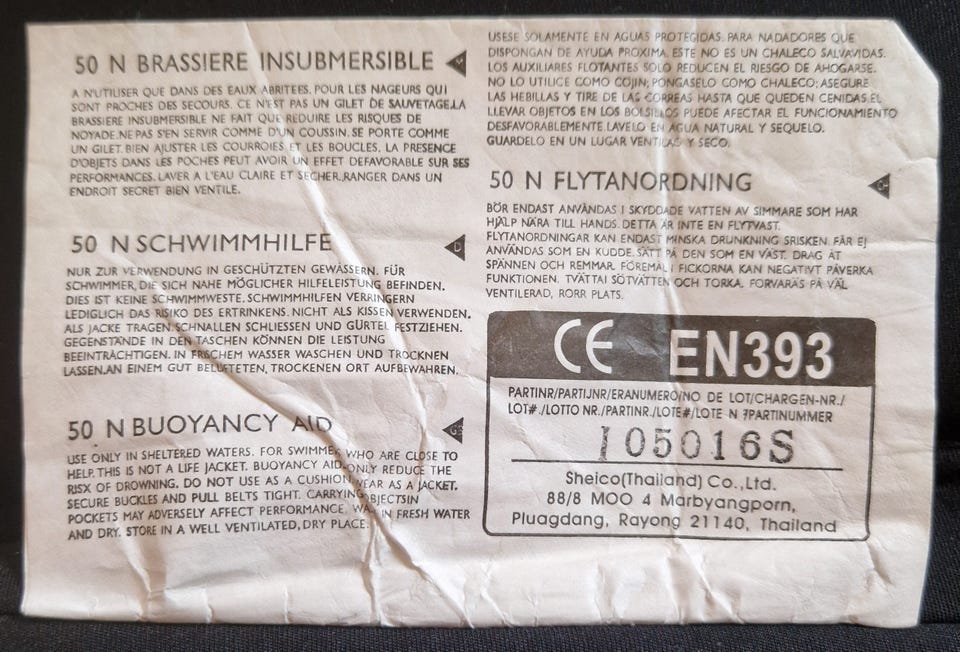 50 N BRASSIERE INSUBMERSIBLE
A N'UTILISER QUE DANS DES EAUX ABRITEES, POUR LES NAGEURS QUI
SONT PROCHES DES SECOURS. CE N'EST PAS UN GILET DE SAUVETAGE.LA
BRASSIERE INSUBMERSIBLE NE FAIT QUE REDUIRE LES RISQUES DE
NOYADE.NE PAS S'EN SERVIR COMME D'UN COUSSIN. SE PORTE COMME
UN GILET. BIEN AJUSTER LES COURROIES ET LES BOUCLES, LA PRESENCE
D'OBJETS DANS LES POCHES PEUT AVOIR UN EFFET DEFAVORABLE SUR SES
PERFORMANCES. LAVER A L'EAU CLAIRE ET SECHER.RANGER DANS UN
ENDROIT SECRET BIEN VENTILE.
50 N SCHWIMMHILFE
D
NUR ZUR VERWENDUNG IN GESCHÜTZTEN GEWÄSSERN. FÜR
SCHWIMMER, DIE SICH NAHE MÖGLICHER HILFELEISTUNG BEFINDEN.
DIES IST KEINE SCHWIMMWESTE. SCHWIMMHILFEN VERRINGERN
LEDIGLICH DAS RISIKO DES ERTRINKENS. NICHT ALS KISSEN VERWENDEN.
ALS JACKE TRAGEN. SCHNALLEN SCHLIESSEN UND GÜRTEL FESTZIEHEN.
GEGENSTÄNDE IN DEN TASCHEN KÖNNEN DIE LEISTUNG
BEEINTRÄCHTIGEN. IN FRISCHEM WASSER WASCHEN UND TROCKNEN
LASSEN.AN EINEM GUT BELÜFTETEN, TROCKENEN ORT AUFBEWAHREN.
50 N BUOYANCY AID
USE ONLY IN SHELTERED WATERS. FOR SWIMMER WHO ARE CLOSE TO
HELP. THIS IS NOT A LIFE JACKET. BUOYANCY AID ONLY REDUCE THE
RISX OF DROWNING. DO NOT USE AS A CUSHION, WEAR AS A JACKET.
SECURE BUCKLES AND PULL BELTS TIGHT. CARRYING OBJECTSIN
POCKETS MAY ADVERSELY AFFECT PERFORMANCE. IN FRESH WATER
AND DRY. STORE IN A WELL VENTILATED, DRY PLACE.
USESE SOLAMENTE EN AGUAS PROTEGIDAS. PARA NADADORES QUE
DISPONGAN DE AYUDA PROXIMA. ESTE NO ES UN CHALECO SALVAVIDAS.
LOS AUXILIARES FLOTANTES SOLO REDUCEN EL RIESGO DE AHOGARSE.
NO LO UTILICE COMO COJIN; PONGASELO COMO CHALECO; ASEGURE
LAS HEBILLAS Y TIRE DE LAS CORREAS HASTA QUE QUEDEN CENIDAS.EL
LLEVAR OBJETOS EN LOS BOLSILLOS PUEDE AFECTAR EL FUNCIONAMIENTO
DESFAVORABLEMENTE. LAVELO EN AGUA NATURAL Y SEQUELO.
GUARDELO EN UN LUGAR VENTILAD Y SECO.
50 N FLYTANORDNING
BÖR ENDAST ANVÄNDAS I SKYDDADE VATTEN AV SIMMARE SOM HAR
HJÄLP NÄRA TILL HANDS. DETTA ÄR INTE EN FLYTVÄST.
FLYTANORDNINGAR KAN ENDAST MINSKA DRUNKNING SRISKEN. FÅR EJ
ANVÄNDAS SOM EN KUDDE. SÄTT PÅ DEN SOM EN VÄST. DRAG ÅT
SPÄNNEN OCH REMMAR. FÖREMÅL I FICKORNA KAN NEGATIVT PÅVERKA
FUNKTIONEN. TVÄTTAI SÖTVATTEN OCH TORKA. FÖRVARAS PÅ VÄL
VENTILERAD, RORR PLATS.
CE EN393
PARTINR/PARTIJNR/ERANUMERO/NO DE LOT/CHARGEN-NR./
LOT#./LOTTO NR./PARTINR./LOTE#/LOTE N ?PARTINUMMER
105016S
Sheico(Thailand) Co.,Ltd.
88/8 MOO 4 Marbyangporn,
Pluagdang, Rayong 21140, Thailand